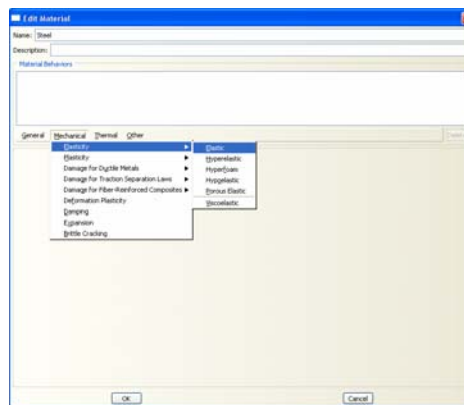 Edit Material
Name: Steel
Description:
Material Behaviors
General Mechanical Thermal Other
Elasticity Elastic
Plasticity Hyperelastic
Damage for Ductile Metals Hyperfoam
Damage for Traction Separation Laws Hypoelastic
Damage for Fiber-Reinforced Composites Porous Elastic
Deformation Plasticity Viscoelastic
Damping
Expansion
Brittle Cracking
OK Cancel